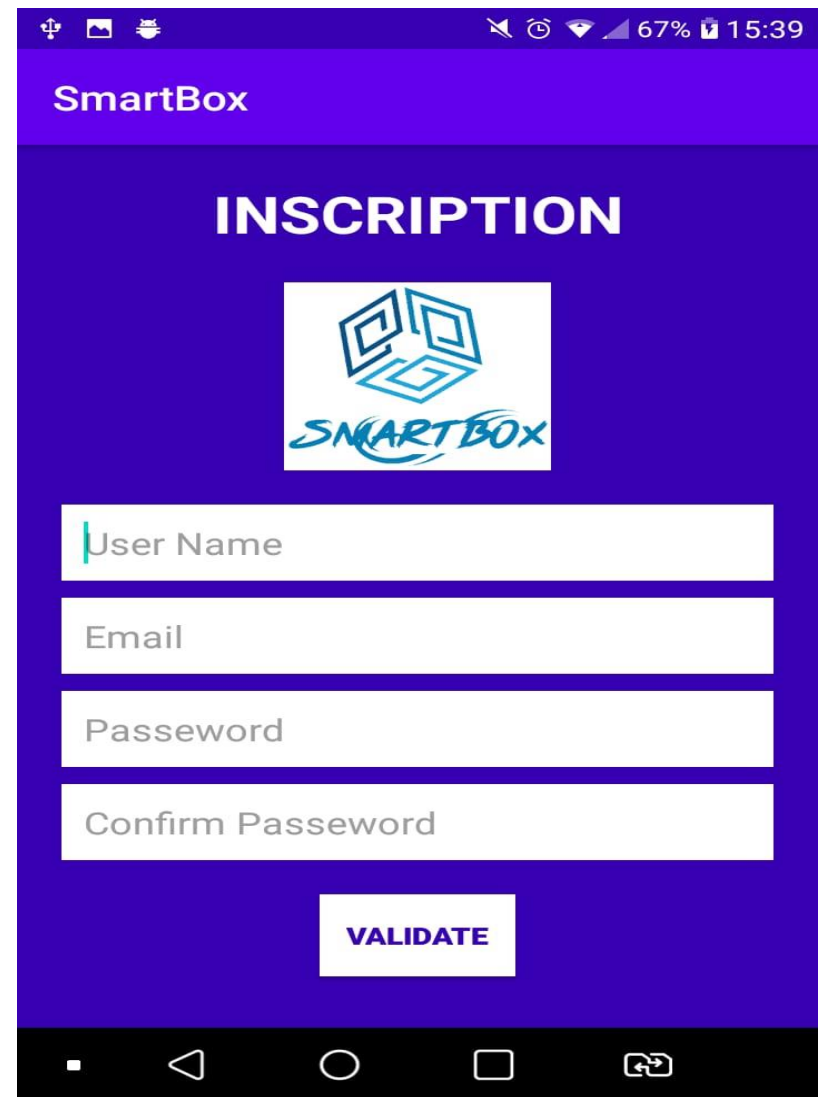 67% 15:39
SmartBox
INSCRIPTION
SMARTBOX
User Name
Email
Passeword
Confirm Passeword
VALIDATE